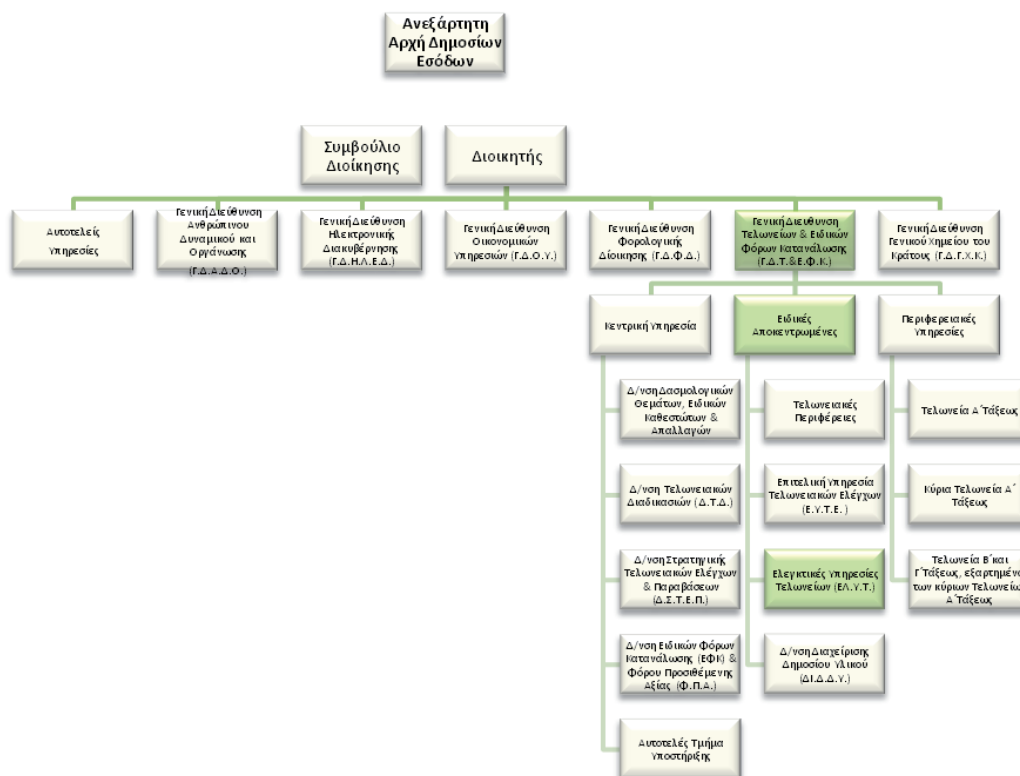 Ανεξάρτητη
Αρχή Δημοσίων
Εσόδων
Συμβούλιο
Διοίκησης
Διοικητής
Αυτοτελείς
Υπηρεσίες
Γενική Διεύθυνση
Ανθρώπινου
Δυναμικού και
Οργάνωσης
(Γ.Δ.Α.Δ.Ο.)
Γενική Διεύθυνση
Ηλεκτρονικής
Διακυβέρνησης
(Γ.Δ.ΗΛ.Ε.Δ.)
Γενική Διεύθυνση
Οικονομικών
Υπηρεσιών (Γ.Δ.Ο.Υ.)
Γενική Διεύθυνση
Φορολογικής
Δίοικησης (Γ.Δ.Φ.Δ.)
Γενική Διευθυνση
Τελωνείων & Ειδικών
Φόρων Κατανάλωσης
(Γ.Δ.Τ.&Ε.Φ.Κ.)
Γενική Διεύθυνση
Γενικού Χημείου του
Κράτους (Γ.Δ.Γ.Χ.Κ.)
Κεντρική Υπηρεσία
Ειδικές
Αποκεντρωμένες
Περιφερειακές
Υπηρεσίες
Δ/νση Δασμολογικών
Θεμάτων, Ειδικών
Καθεστώτων &
Απαλλαγών
Δ/νση Τελωνειακών
Διαδικασιών (Δ.Τ.Δ.)
Δ/νση Στρατηγικής
Τελωνειακών Ελέγχων
& Παραβάσεων
(Δ.Σ.Τ.Ε.Π.)
Δ/νση Ειδικών Φόρων
Κατανάλωσης (ΕΦΚ) &
Φόρου Προσιθέμενης
Αξίας (Φ.Π.Α.)
Αυτοτελές Τμήμα
Υποστήριξης
Τελωνειακές
Περιφέρειες
Επιτελική Υπηρεσία
Τελωνειακών Ελέγχων
(Ε.Υ.Τ.Ε.)
Ελεγκτικές Υπηρεσίες
Τελωνείων (ΕΛ.Υ.Τ.)
Δ/νση Διαχείρισης
Δημοσίου Υλικού
(ΔΙ.Δ.Δ.Υ.)
Τελωνεία Α΄Τάξεως
Κύρια Τελωνεία Α΄
Τάξεως
Τελωνεία Β΄και
Γ΄Τάξεως, εξαρτημένα
των κύριων Τελωνείων
Α΄Τάξεως